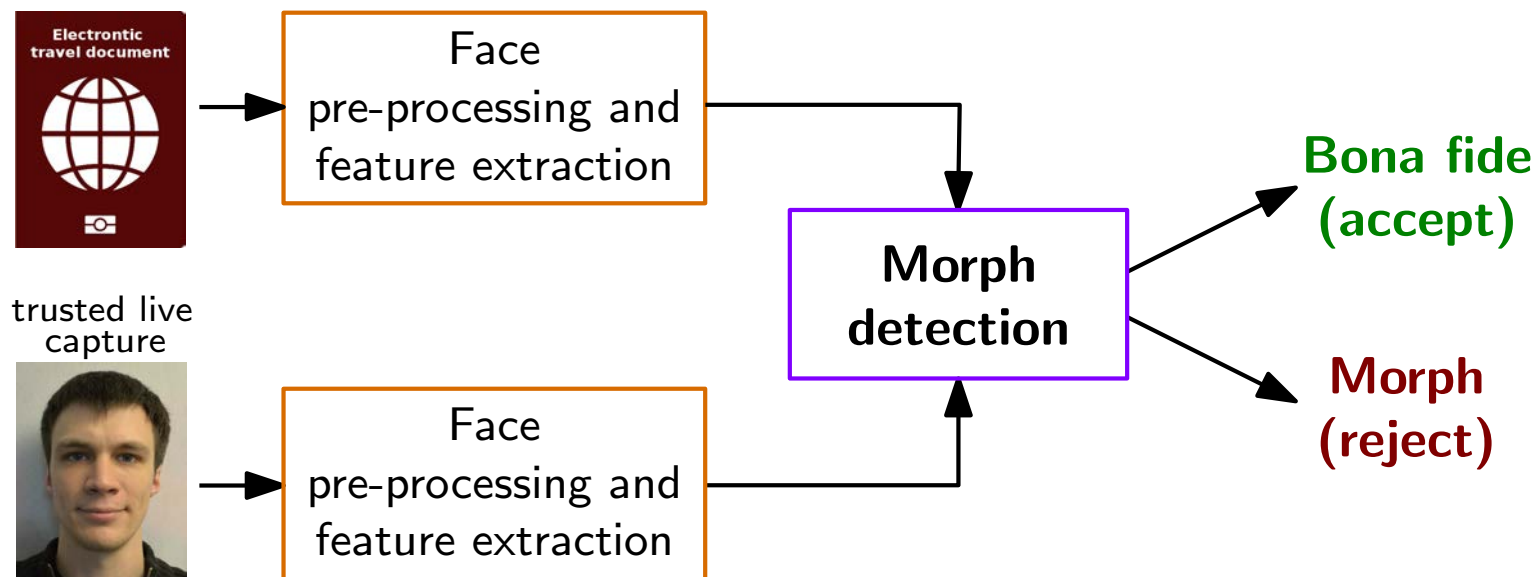 Electrontic
travel document
Face
pre-processing and
feature extraction
trusted live
capture
Face
pre-processing and
feature extraction
Morph
detection
Bona fide
(accept)
Morph
(reject)